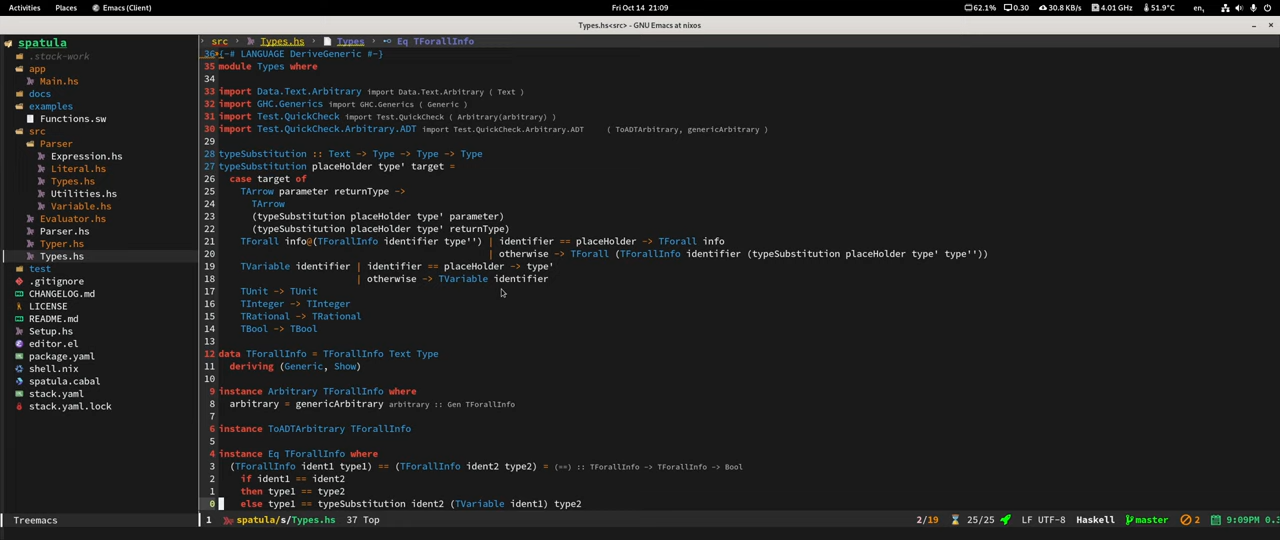 Activities Places Emacs (Client) Fri Oct 14 21:09 62.1% 0.30 30.8 KB/s 4.01 GHz 51.9°C en,
Types.hs<src> - GNU Emacs at nixos
spatula
.stack-work
app
Main.hs
docs
examples
Functions.sw
src
Parser
Expression.hs
Literal.hs
Types.hs
Utilities.hs
Variable.hs
Evaluator.hs
Parser.hs
Typer.hs
Types.hs
test
.gitignore
CHANGELOG.md
LICENSE
README.md
Setup.hs
editor.el
package.yaml
shell.nix
spatula.cabal
stack.yaml
stack.yaml.lock
src Types.hs Types Eq TForallInfo
36 {-# LANGUAGE DeriveGeneric #-}
35 module Types where
34
33 import Data.Text.Arbitrary import Data.Text.Arbitrary ( Text )
32 import GHC.Generics import GHC.Generics ( Generic )
31 import Test.QuickCheck import Test.QuickCheck ( Arbitrary(arbitrary) )
30 import Test.QuickCheck.Arbitrary.ADT import Test.QuickCheck.Arbitrary.ADT ( ToADTArbitrary, genericArbitrary )
29
28 typeSubstitution :: Text -> Type -> Type -> Type
27 typeSubstitution placeHolder type' target =
26 case target of
25 TArrow parameter returnType ->
24 TArrow
23 (typeSubstitution placeHolder type' parameter)
22 (typeSubstitution placeHolder type' returnType)
21 TForall info@(TForallInfo identifier type'') | identifier == placeHolder -> TForall info
20 | otherwise -> TForall (TForallInfo identifier (typeSubstitution placeHolder type' type''))
19 TVariable identifier | identifier == placeHolder -> type'
18 | otherwise -> TVariable identifier
17 TUnit -> TUnit
16 TInteger -> TInteger
15 TRational -> TRational
14 TBool -> TBool
12 data TForallInfo = TForallInfo Text Type
11 deriving (Generic, Show)
10
9 instance Arbitrary TForallInfo where
8 arbitrary = genericArbitrary arbitrary :: Gen TForallInfo
7
6 instance ToADTArbitrary TForallInfo
5
4 instance Eq TForallInfo where
3 (TForallInfo ident1 type1) == (TForallInfo ident2 type2) = (==) :: TForallInfo -> TForallInfo -> Bool
2 if ident1 == ident2
1 then type1 == type2
0 else type1 == typeSubstitution ident2 (TVariable ident1) type2
Treemacs
1 spatula/s/Types.hs 37 Top 2/19 25/25 LF UTF-8 Haskell master 2 9:09PM 0.3